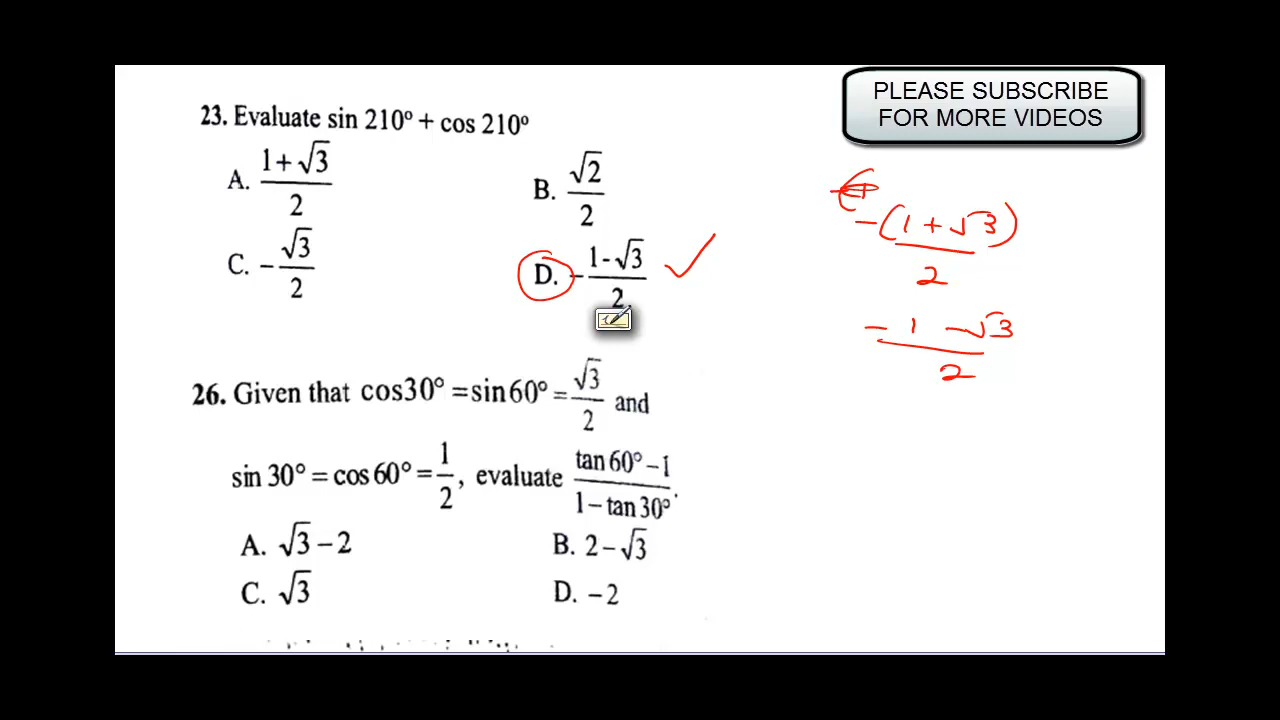 PLEASE SUBSCRIBE
FOR MORE VIDEOS
23. Evaluate sin 210° + cos 210°
A. (1+√3)/2
B. √2/2
C. -√3/2
D. -(1-√3)/2
-(1+√3)
2
-1-√3
2
26. Given that cos30° = sin60° = √3/2 and
sin 30° = cos 60° = 1/2, evaluate (tan 60° - 1)/(1 - tan 30°).
A. √3 - 2
B. 2 - √3
C. √3
D. -2